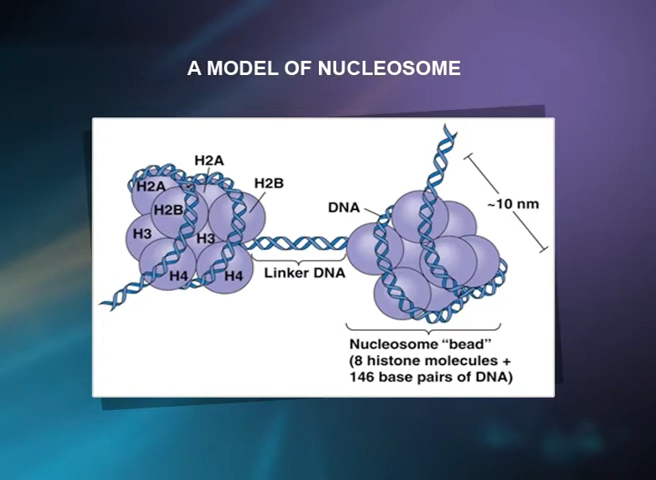 A MODEL OF NUCLEOSOME
H2A
H2A
H2B
H2B
H3
H3
H4
H4
Linker DNA
DNA
~10 nm
Nucleosome “bead”
(8 histone molecules +
146 base pairs of DNA)